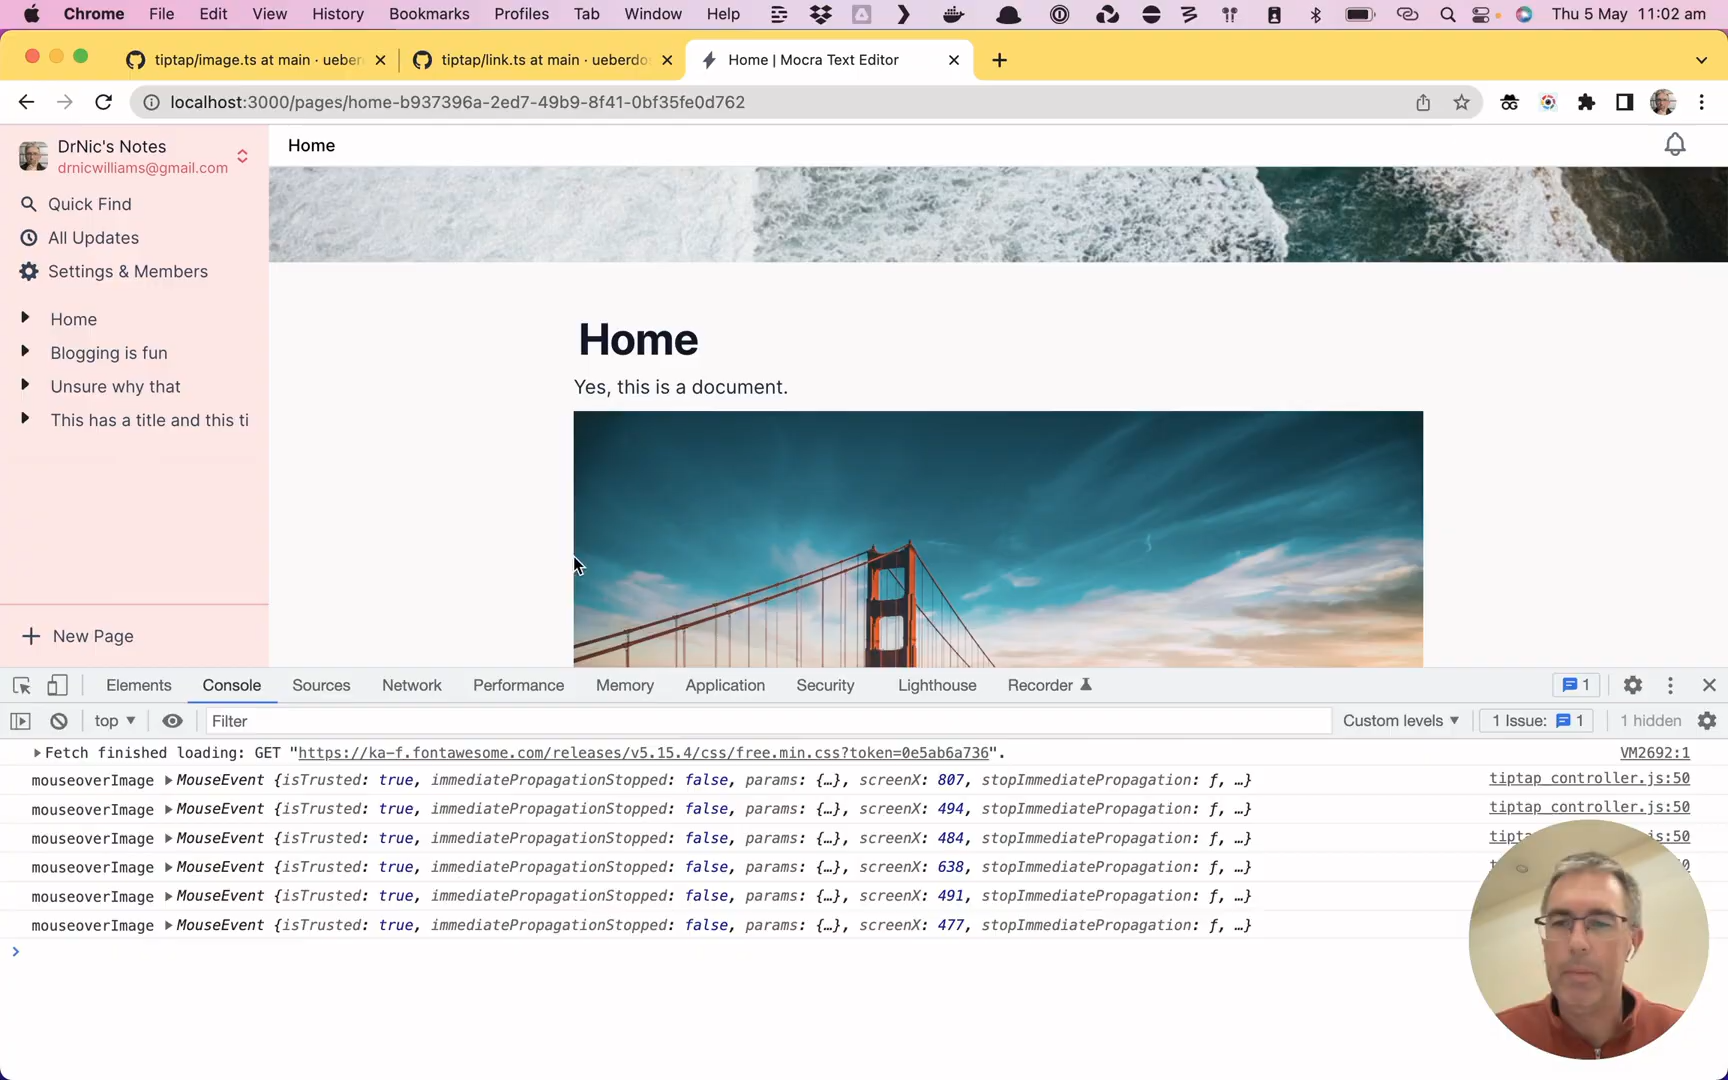 Chrome File Edit View History Bookmarks Profiles Tab Window Help Thu 5 May 11:02 am
tiptap/image.ts at main · ueber
tiptap/link.ts at main · ueberdo
Home | Mocra Text Editor
localhost:3000/pages/home-b937396a-2ed7-49b9-8f41-0bf35fe0d762
DrNic's Notes
drnicwilliams@gmail.com
Quick Find
All Updates
Settings & Members
Home
Blogging is fun
Unsure why that
This has a title and this ti
New Page
Home
Home
Yes, this is a document.
Elements Console Sources Network Performance Memory Application Security Lighthouse Recorder 1
top Filter Custom levels 1 Issue: 1 1 hidden
Fetch finished loading: GET "https://ka-f.fontawesome.com/releases/v5.15.4/css/free.min.css?token=0e5ab6a736". VM2692:1
mouseoverImage MouseEvent {isTrusted: true, immediatePropagationStopped: false, params: {…}, screenX: 807, stopImmediatePropagation: ƒ, …} tiptap_controller.js:50
mouseoverImage MouseEvent {isTrusted: true, immediatePropagationStopped: false, params: {…}, screenX: 494, stopImmediatePropagation: ƒ, …} tiptap_controller.js:50
mouseoverImage MouseEvent {isTrusted: true, immediatePropagationStopped: false, params: {…}, screenX: 484, stopImmediatePropagation: ƒ, …}
mouseoverImage MouseEvent {isTrusted: true, immediatePropagationStopped: false, params: {…}, screenX: 638, stopImmediatePropagation: ƒ, …}
mouseoverImage MouseEvent {isTrusted: true, immediatePropagationStopped: false, params: {…}, screenX: 491, stopImmediatePropagation: ƒ, …}
mouseoverImage MouseEvent {isTrusted: true, immediatePropagationStopped: false, params: {…}, screenX: 477, stopImmediatePropagation: ƒ, …}